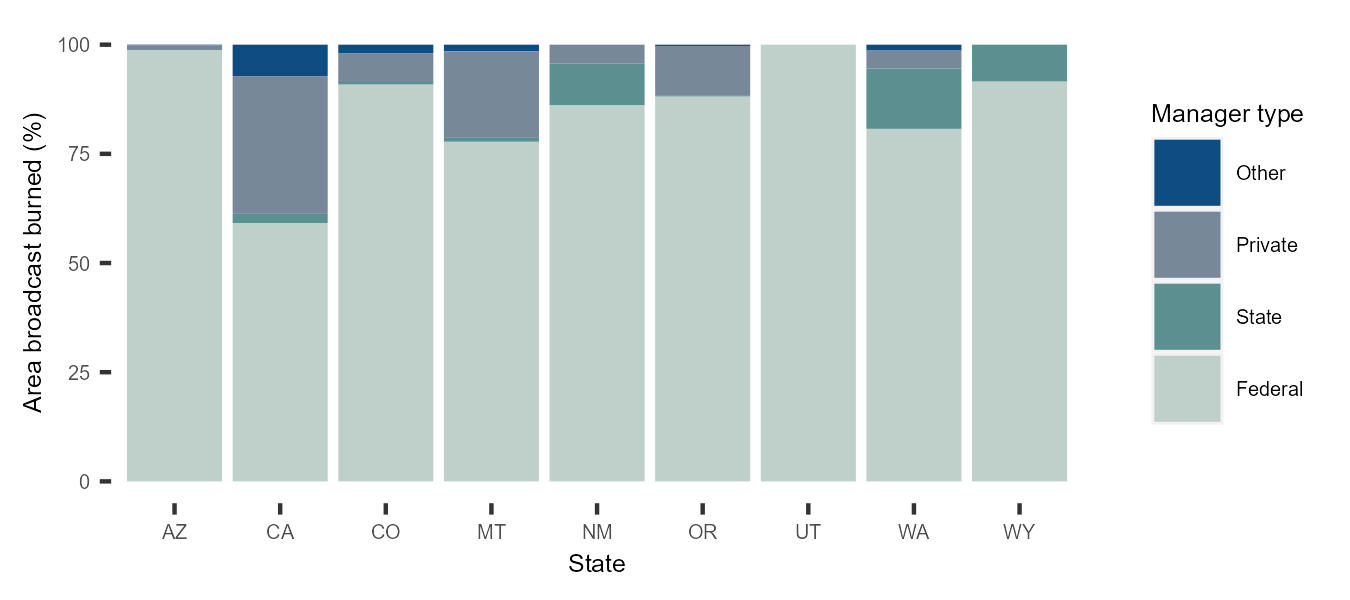 Area broadcast burned (%)
100
75
50
25
0
AZ CA CO MT NM OR UT WA WY
State
Manager type
Other
Private
State
Federal